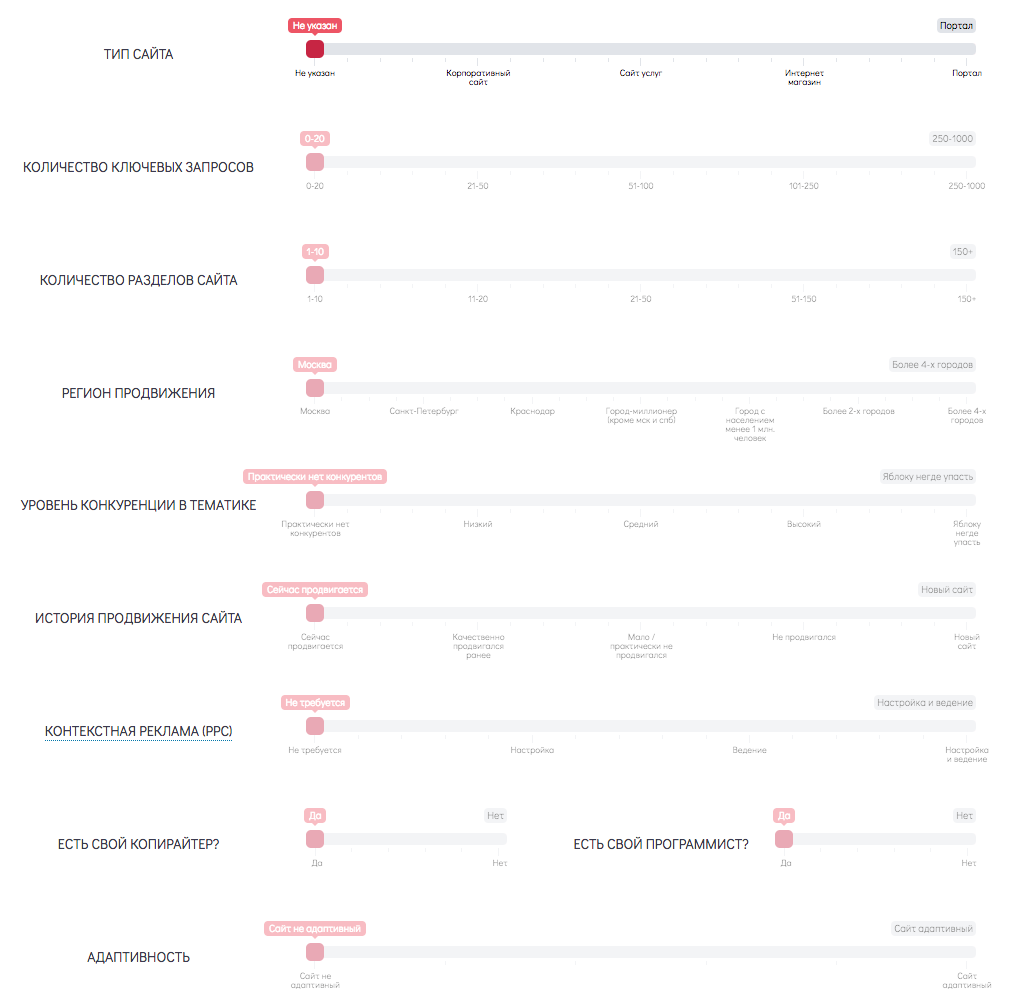 Не указан
Портал
ТИП САЙТА
Не указан
Корпоративный
сайт
Сайт услуг
Интернет
магазин
Портал
0-20
250-1000
КОЛИЧЕСТВО КЛЮЧЕВЫХ ЗАПРОСОВ
0-20
21-50
51-100
101-250
250-1000
1-10
150+
КОЛИЧЕСТВО РАЗДЕЛОВ САЙТА
1-10
11-20
21-50
51-150
150+
Москва
Более 4-х городов
РЕГИОН ПРОДВИЖЕНИЯ
Москва
Санкт-Петербург
Краснодар
Город-миллионер
(кроме мск и спб)
Город с
населением
менее 1 млн.
человек
Более 2-х городов
Более 4-х
городов
Практически нет конкурентов
Яблоку негде упасть
УРОВЕНЬ КОНКУРЕНЦИИ В ТЕМАТИКЕ
Практически нет
конкурентов
Низкий
Средний
Высокий
Яблоку
негде
упасть
Сейчас продвигается
Новый сайт
ИСТОРИЯ ПРОДВИЖЕНИЯ САЙТА
Сейчас
продвигается
Качественно
продвигался
ранее
Мало /
практически не
продвигался
Не продвигался
Новый
сайт
Не требуется
Настройка и ведение
КОНТЕКСТНАЯ РЕКЛАМА (PPC)
Не требуется
Настройка
Ведение
Настройка
и ведение
Да
Нет
ЕСТЬ СВОЙ КОПИРАЙТЕР?
Да
Нет
Да
Нет
ЕСТЬ СВОЙ ПРОГРАММИСТ?
Да
Нет
Сайт не адаптивный
Сайт адаптивный
АДАПТИВНОСТЬ
Сайт не
адаптивный
Сайт
адаптивный